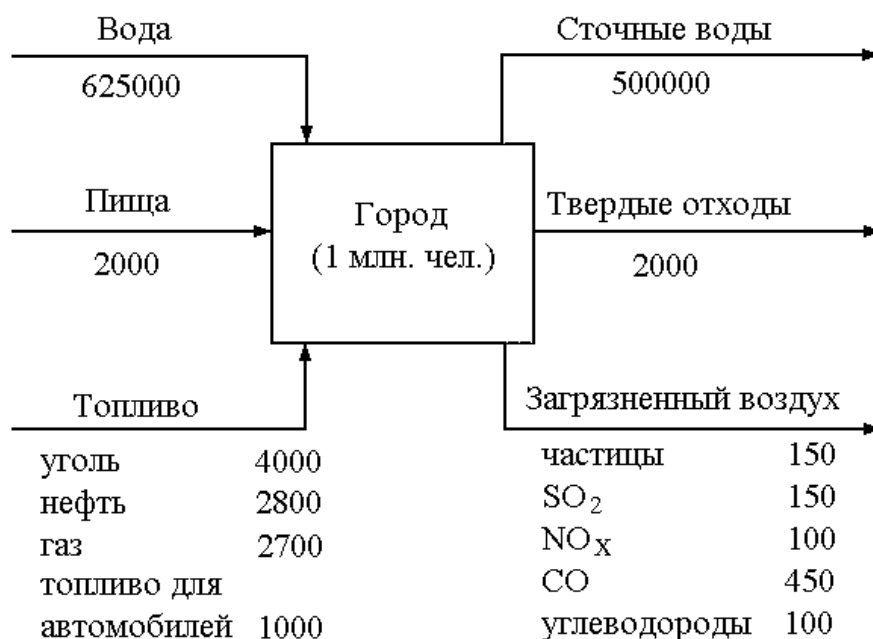 Вода
625000
Сточные воды
500000
Пища
2000
Город
(1 млн. чел.)
Твердые отходы
2000
Топливо
уголь 4000
нефть 2800
газ 2700
топливо для
автомобилей 1000
Загрязненный воздух
частицы 150
SO2 150
NOX 100
CO 450
углеводороды 100